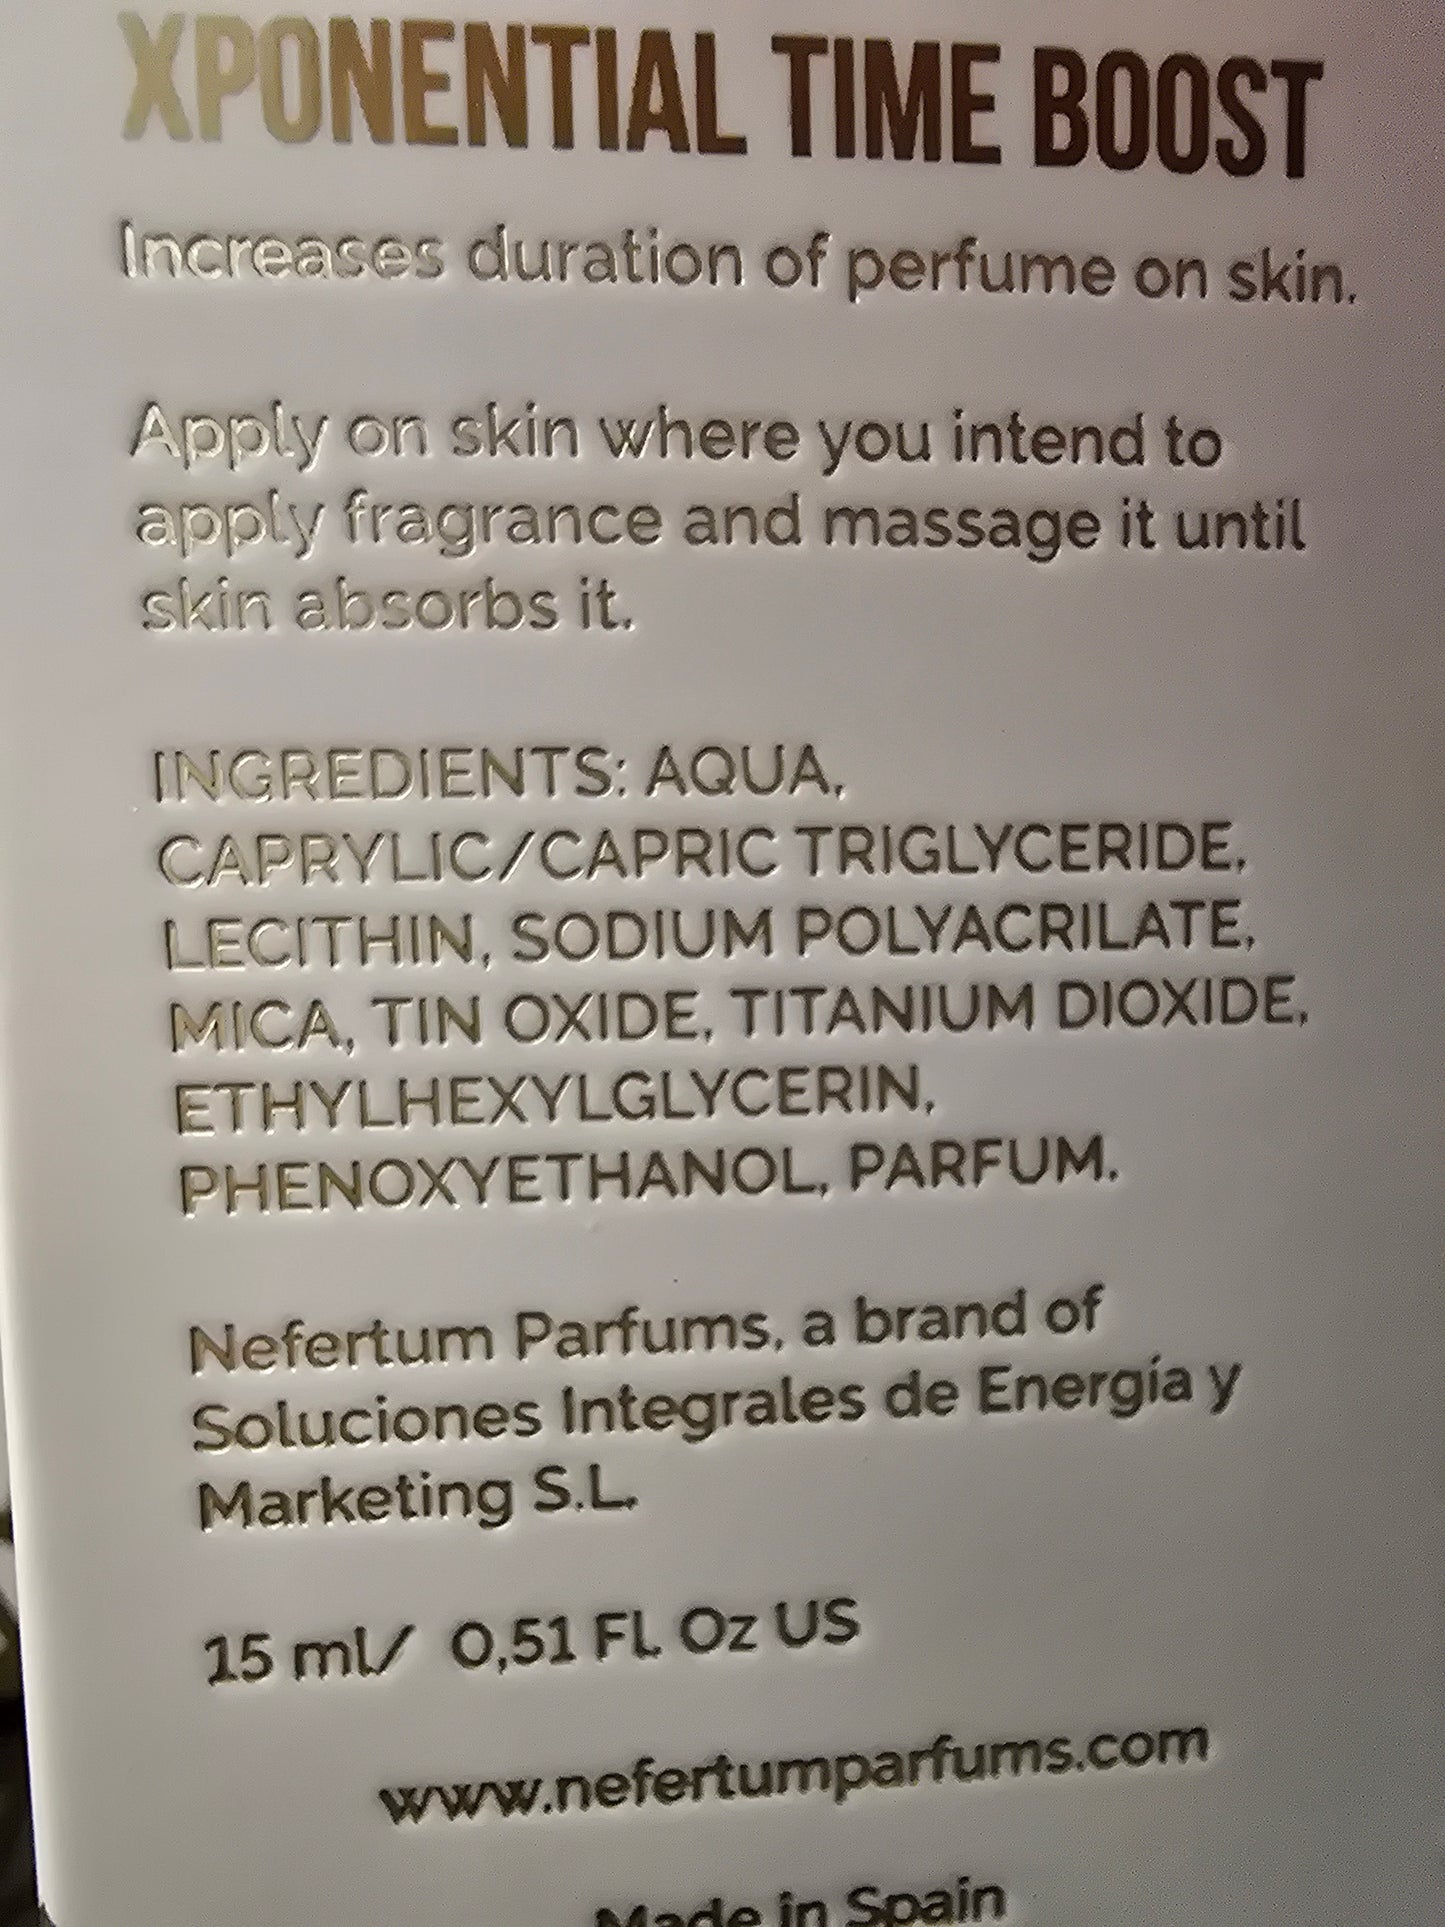 XPONENTIAL TIME BOOST
Increases duration of perfume on skin.
Apply on skin where you intend to
apply fragrance and massage it until
skin absorbs it.
INGREDIENTS: AQUA,
CAPRYLIC/CAPRIC TRIGLYCERIDE,
LECITHIN, SODIUM POLYACRILATE,
MICA, TIN OXIDE, TITANIUM DIOXIDE,
ETHYLHEXYLGLYCERIN,
PHENOXYETHANOL, PARFUM.
Nefertum Parfums, a brand of
Soluciones Integrales de Energía y
Marketing S.L.
15 ml/ 0,51 Fl. Oz US
www.nefertumparfums.com
Made in Spain